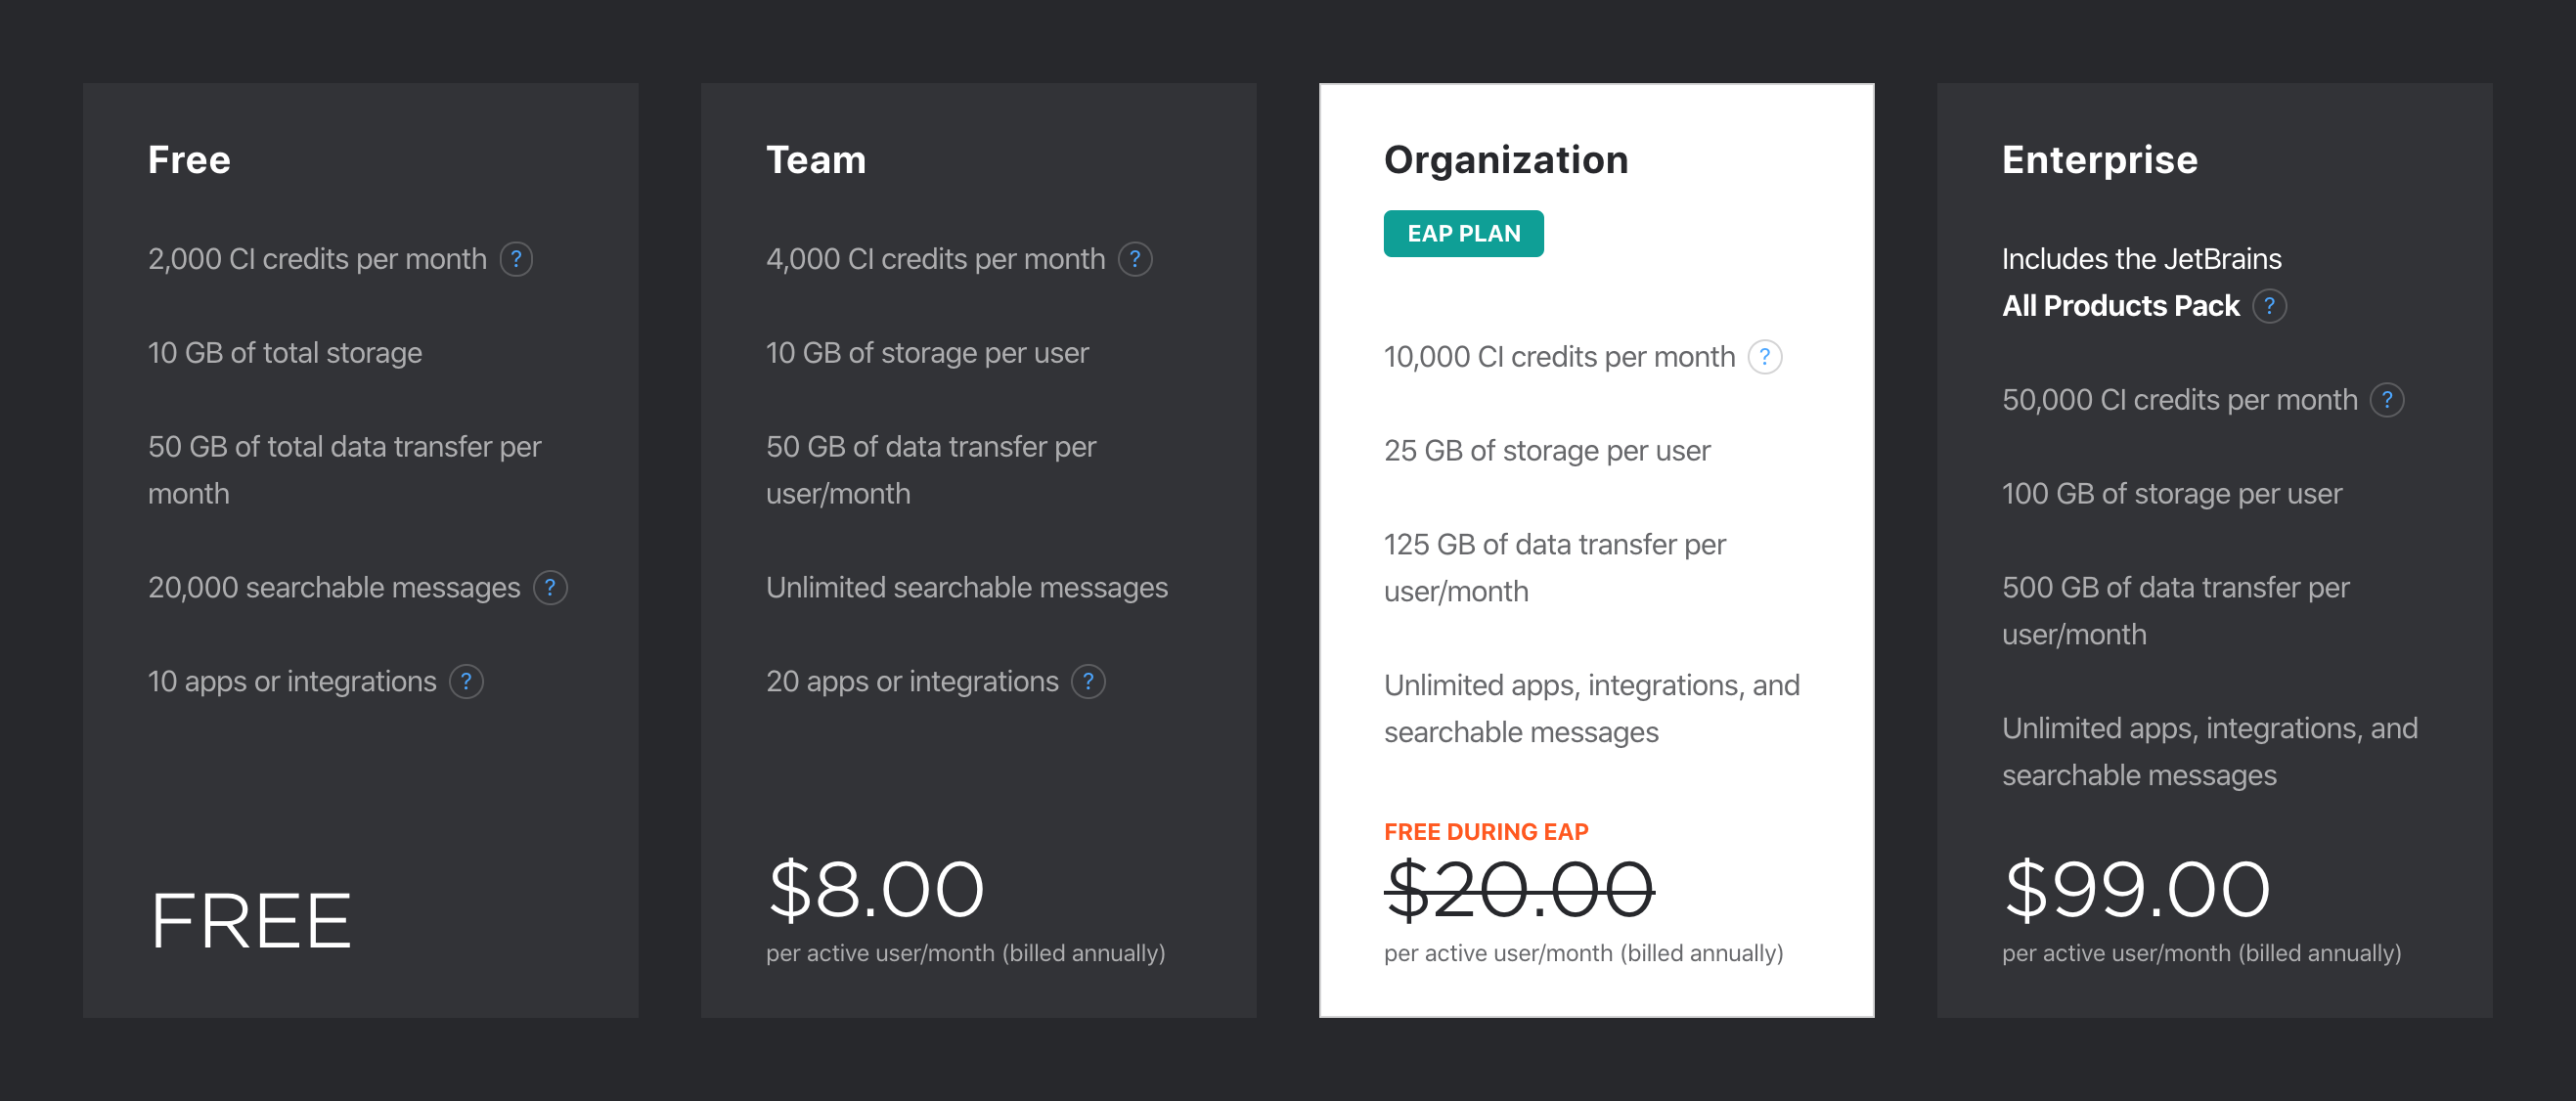 Free
2,000 CI credits per month ?
10 GB of total storage
50 GB of total data transfer per
month
20,000 searchable messages ?
10 apps or integrations ?
FREE
Team
4,000 CI credits per month ?
10 GB of storage per user
50 GB of data transfer per
user/month
Unlimited searchable messages
20 apps or integrations ?
$8.00
per active user/month (billed annually)
Organization
EAP PLAN
10,000 CI credits per month ?
25 GB of storage per user
125 GB of data transfer per
user/month
Unlimited apps, integrations, and
searchable messages
FREE DURING EAP
$20.00
per active user/month (billed annually)
Enterprise
Includes the JetBrains
All Products Pack ?
50,000 CI credits per month ?
100 GB of storage per user
500 GB of data transfer per
user/month
Unlimited apps, integrations, and
searchable messages
$99.00
per active user/month (billed annually)